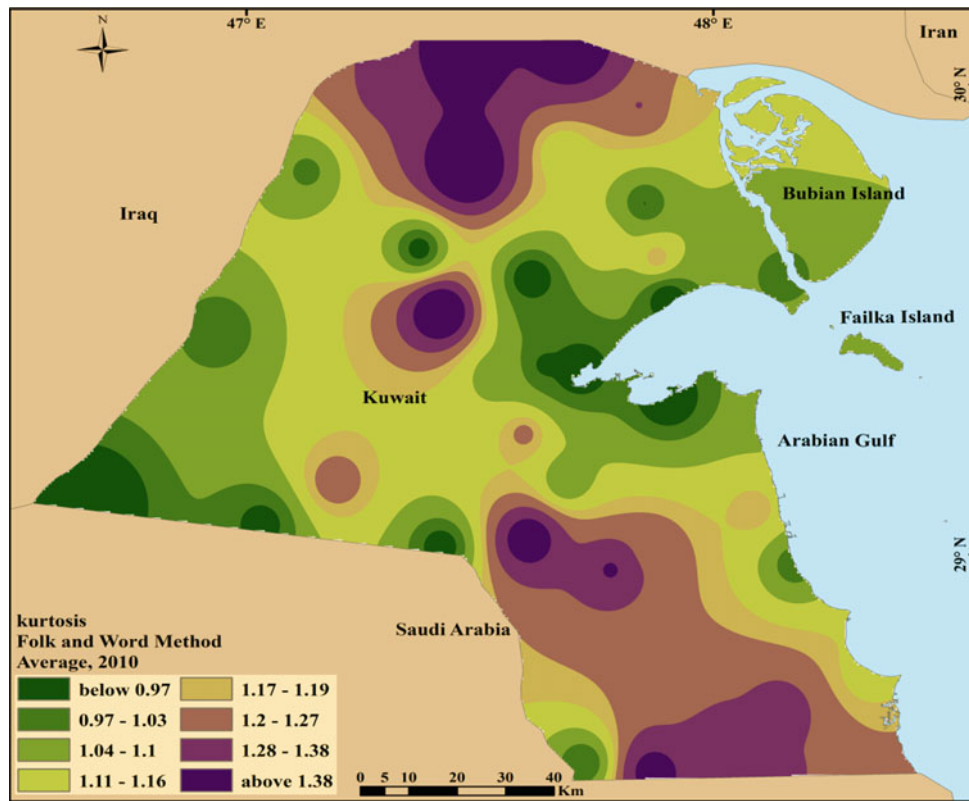 47° E
48° E
N
Iran
30° N
Iraq
Bubian Island
Failka Island
Kuwait
Arabian Gulf
29° N
Saudi Arabia
kurtosis
Folk and Word Method
Average, 2010
below 0.97
1.17 - 1.19
0.97 - 1.03
1.2 - 1.27
1.04 - 1.1
1.28 - 1.38
1.11 - 1.16
above 1.38
0 5 10 20 30 40
Km